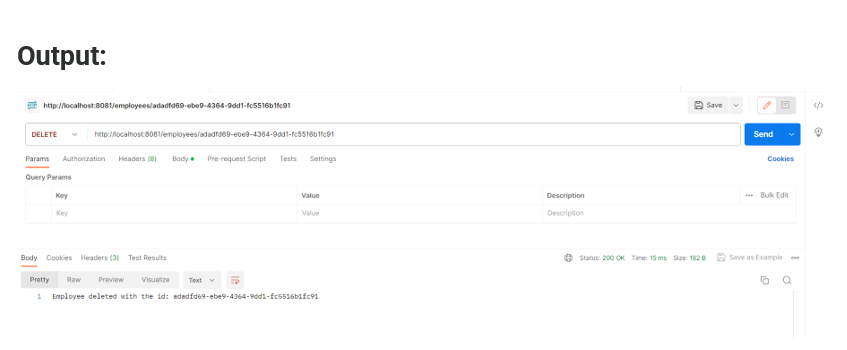 Output:
http://localhost:8081/employees/adadfd69-ebe9-4364-9dd1-fc5516b1fc91
Save
DELETE http://localhost:8081/employees/adadfd69-ebe9-4364-9dd1-fc5516b1fc91 Send
Params Authorization Headers (8) Body Pre-request Script Tests Settings Cookies
Query Params
Key Value Description Bulk Edit
Key Value Description
Body Cookies Headers (3) Test Results Status: 200 OK Time: 15 ms Size: 182 B Save as Example
Pretty Raw Preview Visualize Text
1 Employee deleted with the id: adadfd69-ebe9-4364-9dd1-fc5516b1fc91